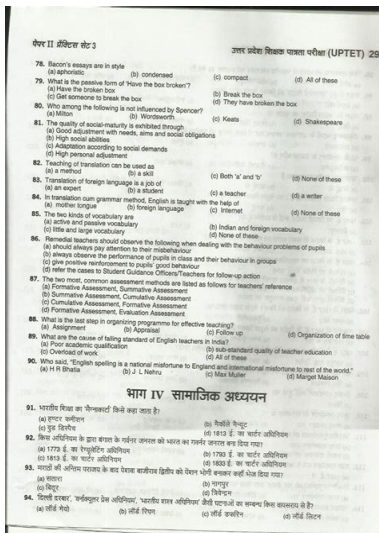 पेपर II प्रैक्टिस सेट 3
उत्तर प्रदेश शिक्षक पात्रता परीक्षा (UPTET) 29
78. Bacon's essays are in style
(a) aphoristic (b) condensed (c) compact (d) All of these
79. What is the passive form of 'Have the box broken'?
(a) Have the broken box (b) Break the box
(c) Get someone to break the box (d) They have broken the box
80. Who among the following is not influenced by Spencer?
(a) Milton (b) Wordsworth (c) Keats (d) Shakespeare
81. The quality of social-maturity is exhibited through
(a) Good adjustment with needs, aims and social obligations
(b) High social abilities
(c) Adaptation according to social demands
(d) High personal adjustment
82. Teaching of translation can be used as
(a) a method (b) a skill (c) Both 'a' and 'b' (d) None of these
83. Translation of foreign language is a job of
(a) an expert (b) a student (c) a teacher (d) a writer
84. In translation cum grammar method, English is taught with the help of
(a) mother tongue (b) foreign language (c) Internet (d) None of these
85. The two kinds of vocabulary are
(a) active and passive vocabulary (b) Indian and foreign vocabulary
(c) little and large vocabulary (d) None of these
86. Remedial teachers should observe the following when dealing with the behaviour problems of pupils
(a) should always pay attention to their misbehaviour
(b) always observe the performance of pupils in class and their behaviour in groups
(c) give positive reinforcement to pupils' good behaviour
(d) refer the cases to Student Guidance Officers/Teachers for follow-up action
87. The two most, common assessment methods are listed as follows for teachers' reference
(a) Formative Assessment, Summative Assessment
(b) Summative Assessment, Cumulative Assessment
(c) Cumulative Assessment, Formative Assessment
(d) Formative Assessment, Evaluation Assessment
88. What is the last step in organizing programme for effective teaching?
(a) Assignment (b) Appraisal (c) Follow up (d) Organization of time table
89. What are the cause of falling standard of English teachers in India?
(a) Poor academic qualification (b) sub-standard quality of teacher education
(c) Overload of work (d) All of these
90. Who said, "English spelling is a national misfortune to England and international misfortune to rest of the world."
(a) H R Bhatia (b) J L Nehru (c) Max Muller (d) Marget Maison
भाग IV सामाजिक अध्ययन
91. भारतीय शिक्षा का 'मैग्नाकार्टा' किसे कहा जाता है?
(a) हण्टर कमीशन (b) मैकॉले मैन्यूट
(c) वुड डिस्पैच (d) 1813 ई. का चार्टर अधिनियम
92. किस अधिनियम के द्वारा बंगाल के गवर्नर जनरल को भारत का गवर्नर जनरल बना दिया गया?
(a) 1773 ई. का रेग्युलेटिंग अधिनियम (b) 1793 ई. का चार्टर अधिनियम
(c) 1813 ई. का चार्टर अधिनियम (d) 1833 ई. का चार्टर अधिनियम
93. मराठों की अन्तिम पराजय के बाद पेशवा बाजीराव द्वितीय को पेंशन भोगी बनाकर कहाँ भेज दिया गया?
(a) सतारा (b) नागपुर
(c) बिठूर (d) त्रिवेन्द्रम
94. 'दिल्ली दरबार', 'वर्नाक्यूलर प्रेस अधिनियम', 'भारतीय शस्त्र अधिनियम' जैसी घटनाओं का सम्बन्ध किस वायसराय से है?
(a) लॉर्ड मेयो (b) लॉर्ड रिपन (c) लॉर्ड डफरिन (d) लॉर्ड लिटन